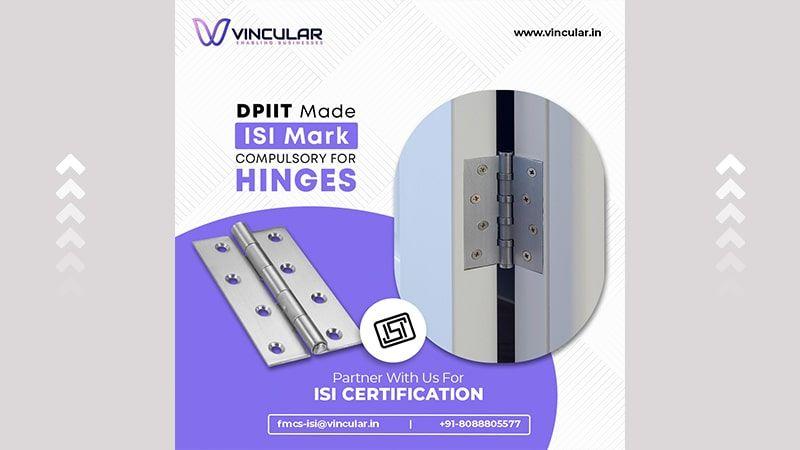 VINCULAR
ENABLING BUSINESSES
www.vincular.in
DPIIT Made
ISI Mark
COMPULSORY FOR
HINGES
ISI
Partner With Us For
ISI CERTIFICATION
fmcs-isi@vincular.in | +91-8088805577